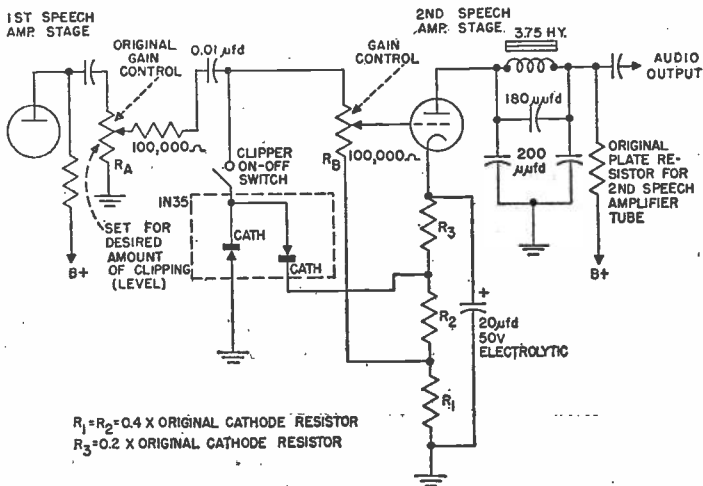 1ST SPEECH
AMP. STAGE
ORIGINAL
GAIN
CONTROL
0.01 µfd
GAIN
CONTROL
2ND SPEECH
AMP. STAGE.
3.75 HY.
AUDIO
OUTPUT
180 µµfd
200
µµfd
ORIGINAL
PLATE RE-
SISTOR FOR
2ND SPEECH
AMPLIFIER
TUBE
B+
100,000Ω
RA
CLIPPER
ON-OFF
SWITCH
RB
100,000Ω
1N35
SET FOR
DESIRED
AMOUNT
OF CLIPPING
(LEVEL)
B+
CATH
CATH
R3
R2
R1
+
20µfd
50V
ELECTROLYTIC
R1=R2=0.4 X ORIGINAL CATHODE RESISTOR
R3=0.2 X ORIGINAL CATHODE RESISTOR